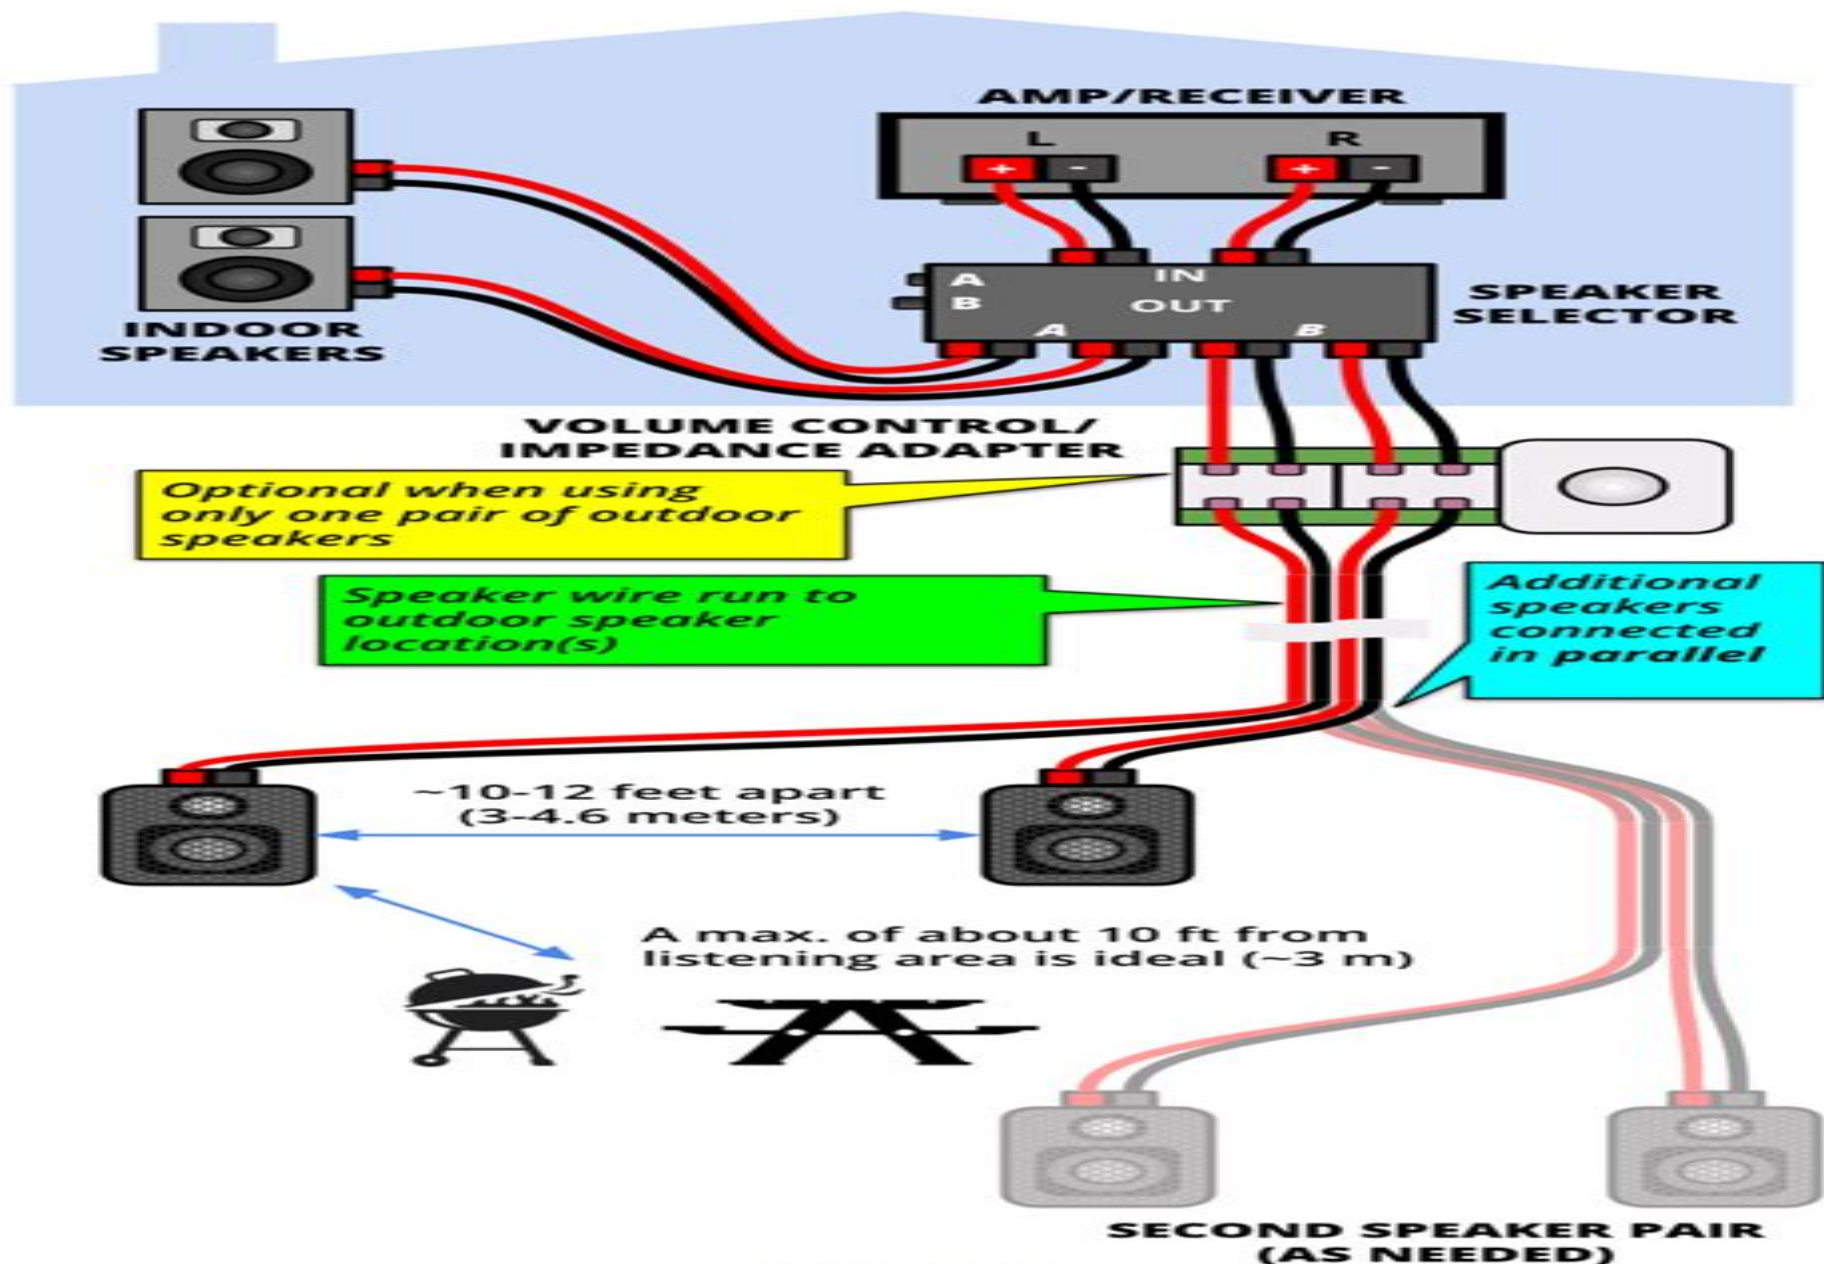 AMP/RECEIVER
L
R
+ -
+ -
A
IN
B
OUT
A
B
SPEAKER
SELECTOR
INDOOR
SPEAKERS
VOLUME CONTROL/
IMPEDANCE ADAPTER
Optional when using
only one pair of outdoor
speakers
Speaker wire run to
outdoor speaker
location(s)
Additional
speakers
connected
in parallel
~10-12 feet apart
(3-4.6 meters)
A max. of about 10 ft from
listening area is ideal (~3 m)
SECOND SPEAKER PAIR
(AS NEEDED)